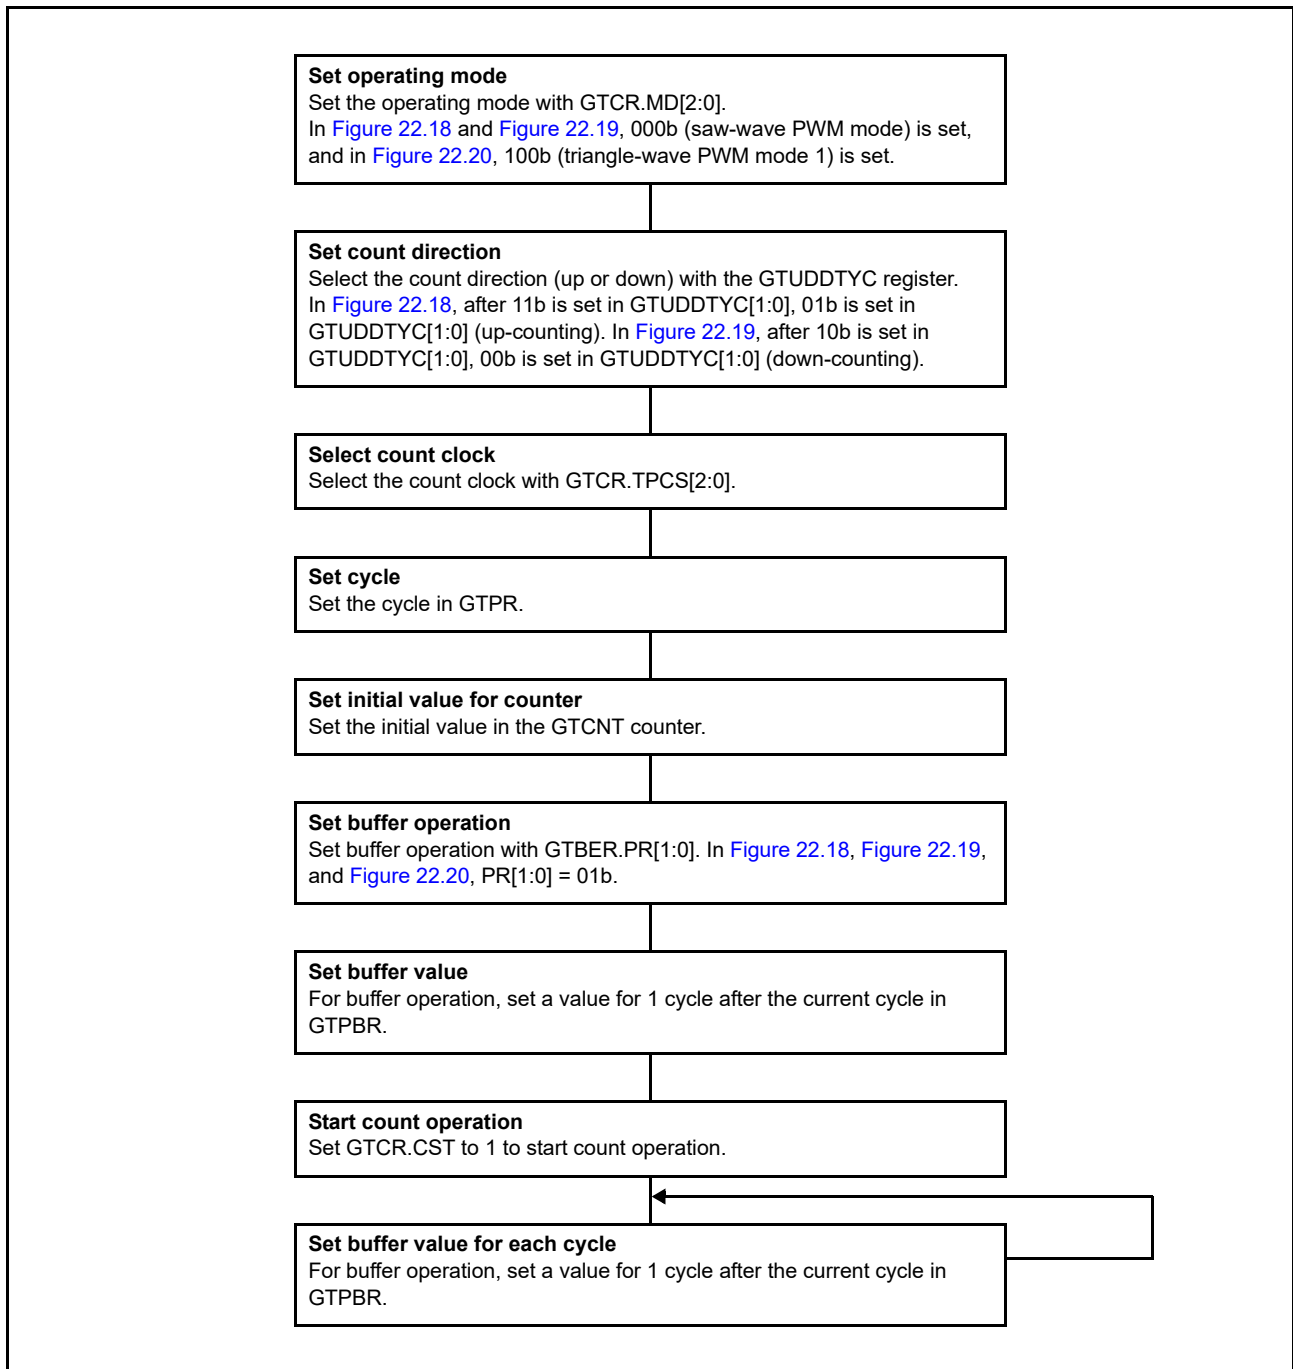 Set operating mode
Set the operating mode with GTCR.MD[2:0].
In Figure 22.18 and Figure 22.19, 000b (saw-wave PWM mode) is set,
and in Figure 22.20, 100b (triangle-wave PWM mode 1) is set.
Set count direction
Select the count direction (up or down) with the GTUDDTYC register.
In Figure 22.18, after 11b is set in GTUDDTYC[1:0], 01b is set in
GTUDDTYC[1:0] (up-counting). In Figure 22.19, after 10b is set in
GTUDDTYC[1:0], 00b is set in GTUDDTYC[1:0] (down-counting).
Select count clock
Select the count clock with GTCR.TPCS[2:0].
Set cycle
Set the cycle in GTPR.
Set initial value for counter
Set the initial value in the GTCNT counter.
Set buffer operation
Set buffer operation with GTBER.PR[1:0]. In Figure 22.18, Figure 22.19,
and Figure 22.20, PR[1:0] = 01b.
Set buffer value
For buffer operation, set a value for 1 cycle after the current cycle in
GTPBR.
Start count operation
Set GTCR.CST to 1 to start count operation.
Set buffer value for each cycle
For buffer operation, set a value for 1 cycle after the current cycle in
GTPBR.